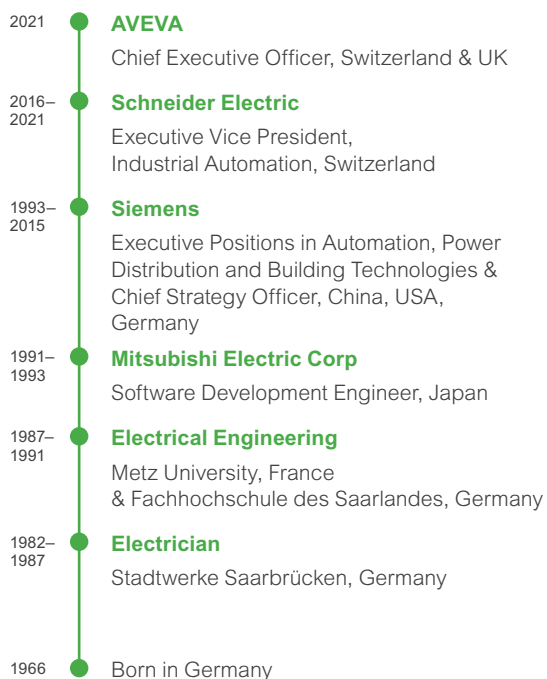 2021
AVEVA
Chief Executive Officer, Switzerland & UK
2016–
2021
Schneider Electric
Executive Vice President,
Industrial Automation, Switzerland
1993–
2015
Siemens
Executive Positions in Automation, Power
Distribution and Building Technologies &
Chief Strategy Officer, China, USA,
Germany
1991–
1993
Mitsubishi Electric Corp
Software Development Engineer, Japan
1987–
1991
Electrical Engineering
Metz University, France
& Fachhochschule des Saarlandes, Germany
1982–
1987
Electrician
Stadtwerke Saarbrücken, Germany
1966
Born in Germany